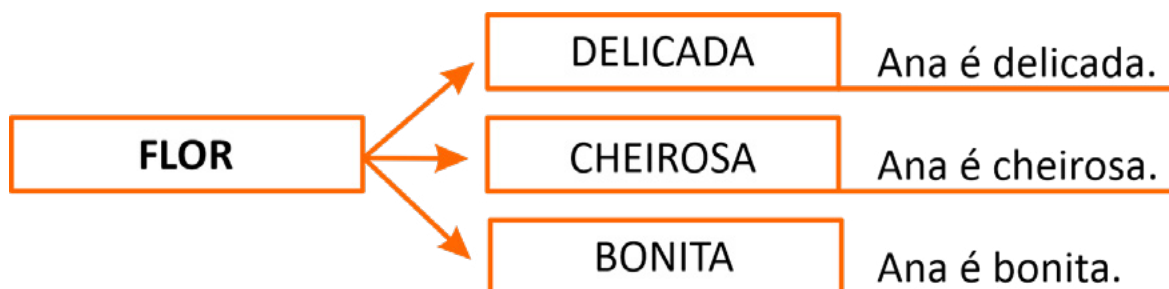 DELICADA Ana é delicada.
FLOR CHEIROSA Ana é cheirosa.
BONITA Ana é bonita.